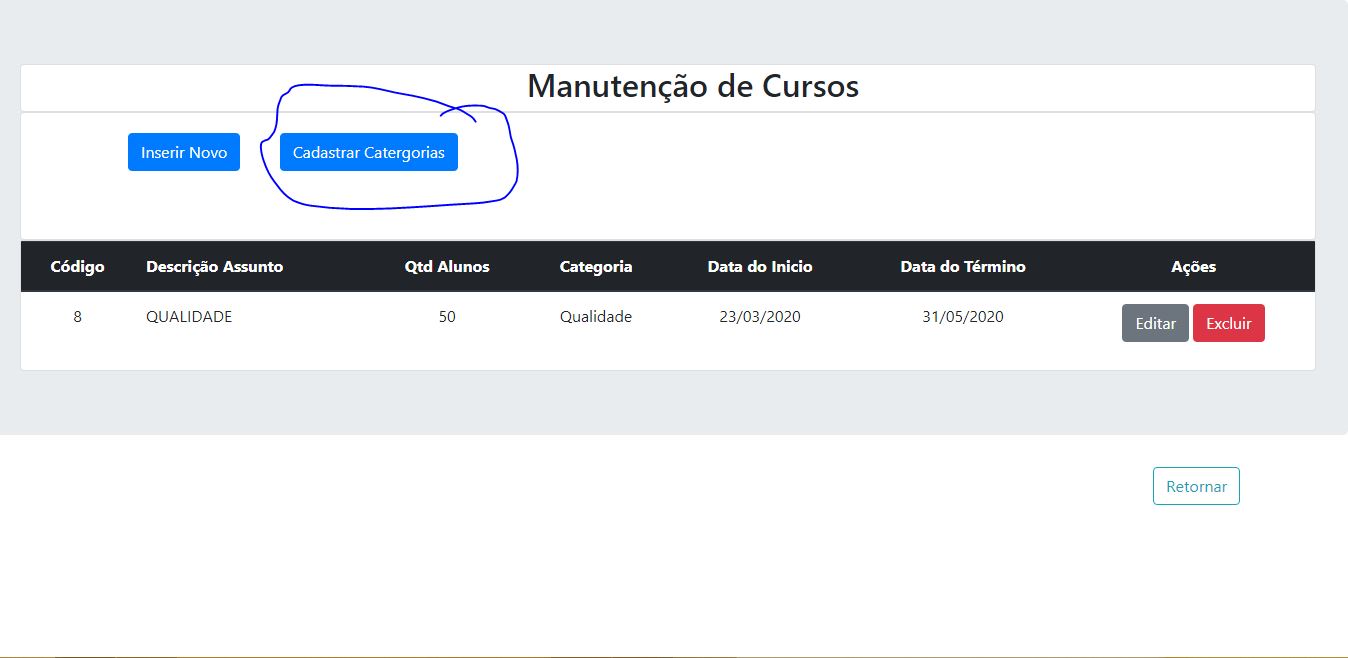 Manutenção de Cursos
Inserir Novo Cadastrar Catergorias
Código Descrição Assunto Qtd Alunos Categoria Data do Inicio Data do Término Ações
8 QUALIDADE 50 Qualidade 23/03/2020 31/05/2020 Editar Excluir
Retornar